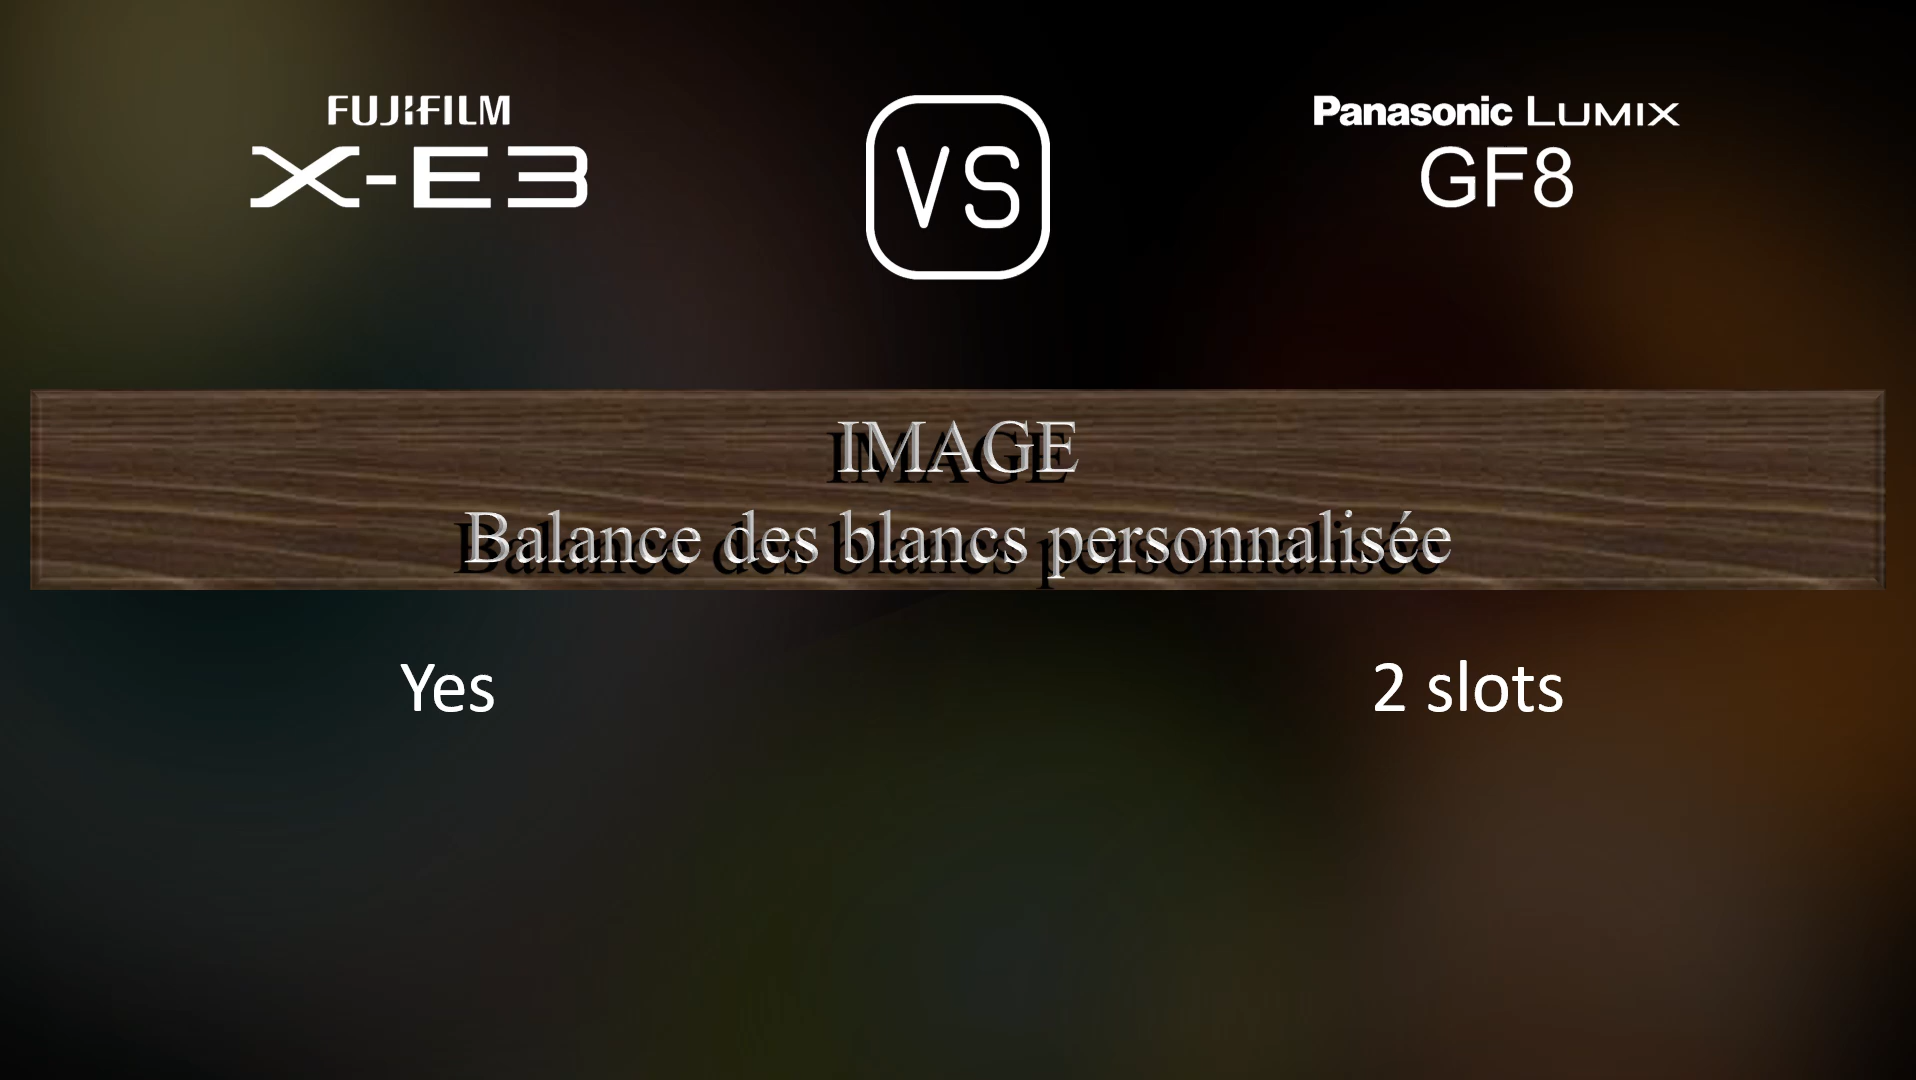 FUJIFILM
X-E3
VS
Panasonic LUMIX
GF8
IMAGE
Balance des blancs personnalisée
Yes
2 slots